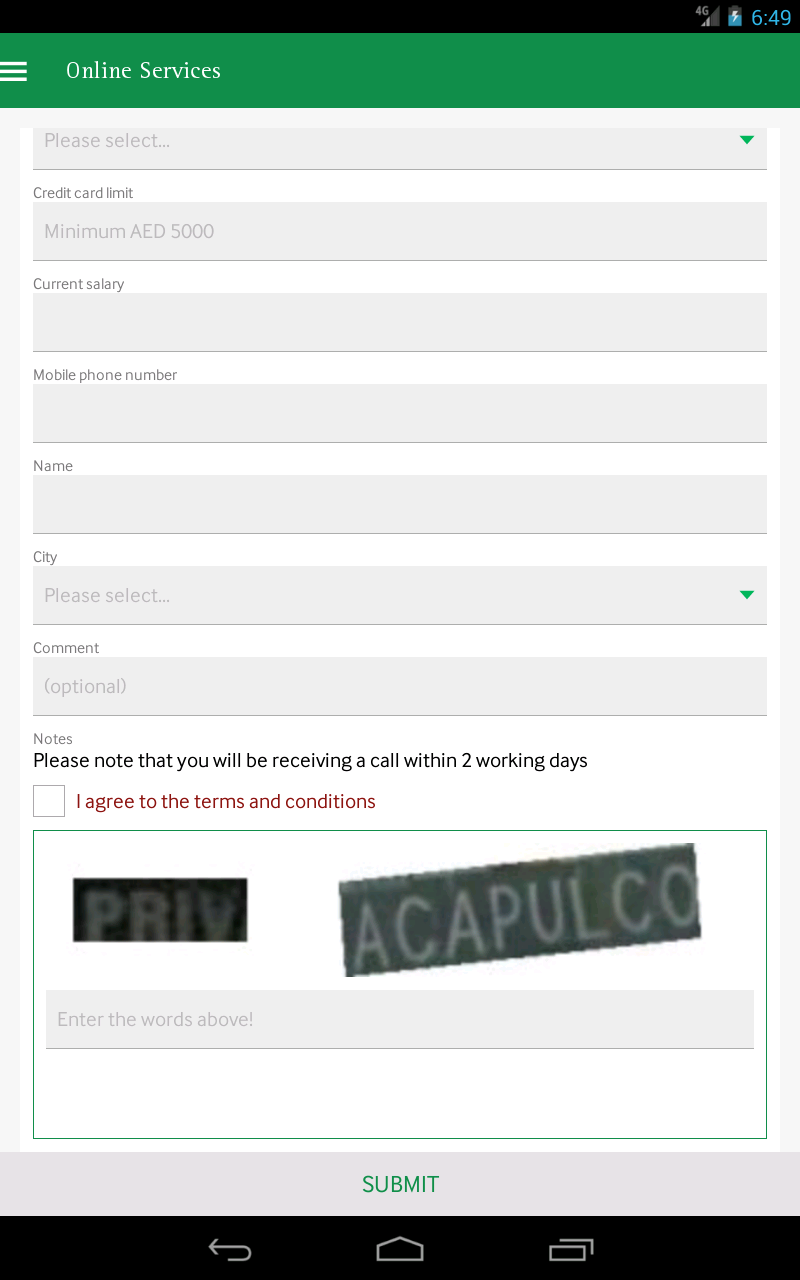 4G 6:49
Online Services
Please select...
Credit card limit
Minimum AED 5000
Current salary
Mobile phone number
Name
City
Please select...
Comment
(optional)
Notes
Please note that you will be receiving a call within 2 working days
I agree to the terms and conditions
PRIV ACAPULCO
Enter the words above!
SUBMIT